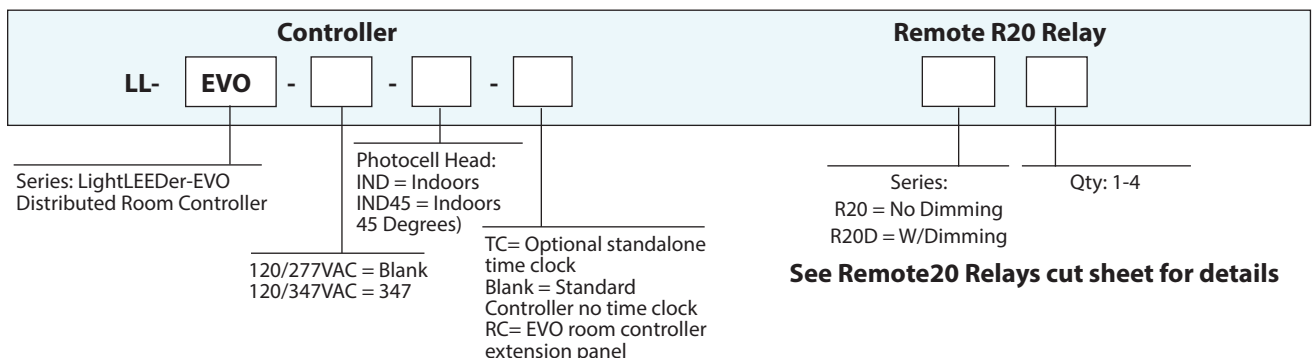 Controller
Remote R20 Relay
LL- EVO - - -
Series: LightLEEDer-EVO
Distributed Room Controller
120/277VAC = Blank
120/347VAC = 347
Photocell Head:
IND = Indoors
IND45 = Indoors
45 Degrees)
TC= Optional standalone
time clock
Blank = Standard
Controller no time clock
RC= EVO room controller
extension panel
Series:
R20 = No Dimming
R20D = W/Dimming
Qty: 1-4
See Remote20 Relays cut sheet for details